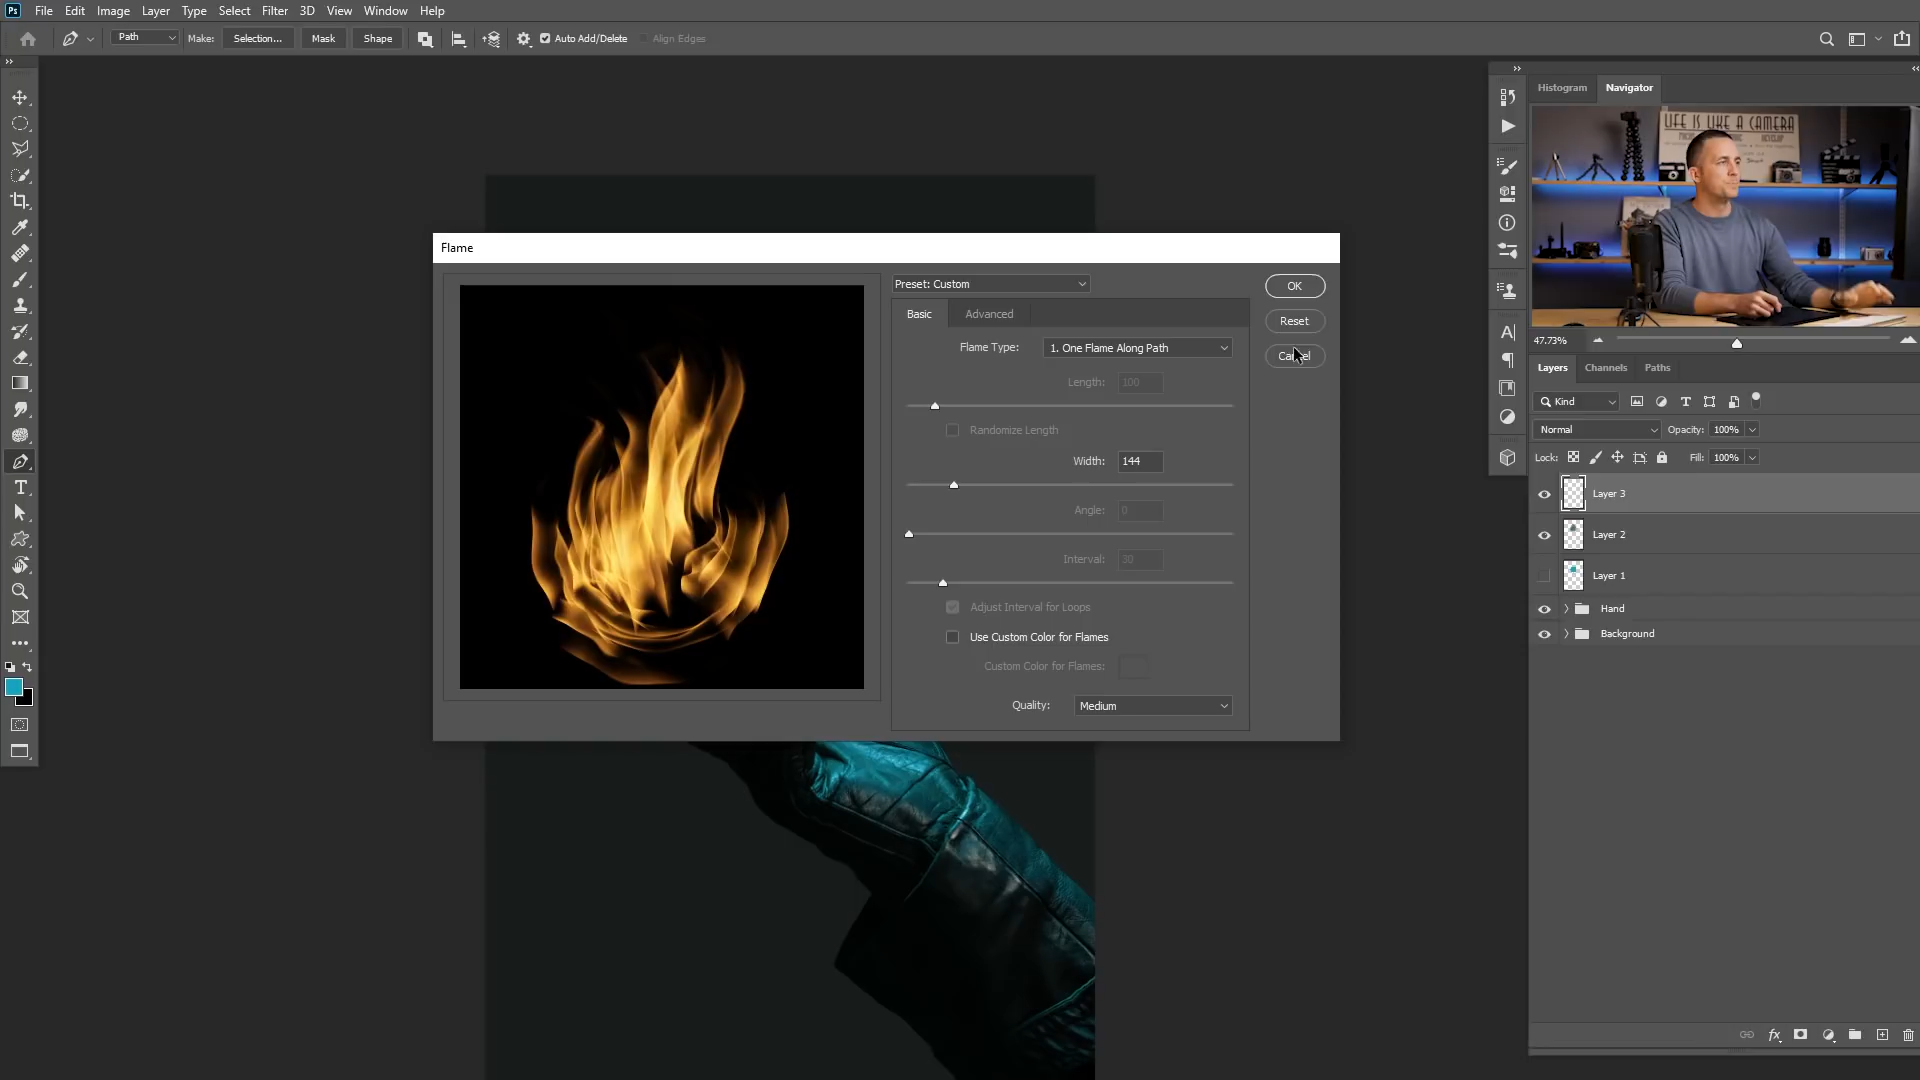 Ps File Edit Image Layer Type Select Filter 3D View Window Help
Path Make: Selection... Mask Shape Auto Add/Delete Align Edges
Histogram Navigator
LIFE IS LIKE A CAMERA
DEVELOP
47.73%
Flame
Preset: Custom
OK
Basic Advanced
Reset
Flame Type: 1. One Flame Along Path
Cancel
Length: 100
Randomize Length
Width: 144
Angle: 0
Interval: 30
Adjust Interval for Loops
Use Custom Color for Flames
Custom Color for Flames:
Quality: Medium
Layers Channels Paths
Kind
Normal Opacity: 100%
Lock: Fill: 100%
Layer 3
Layer 2
Layer 1
Hand
Background
fx